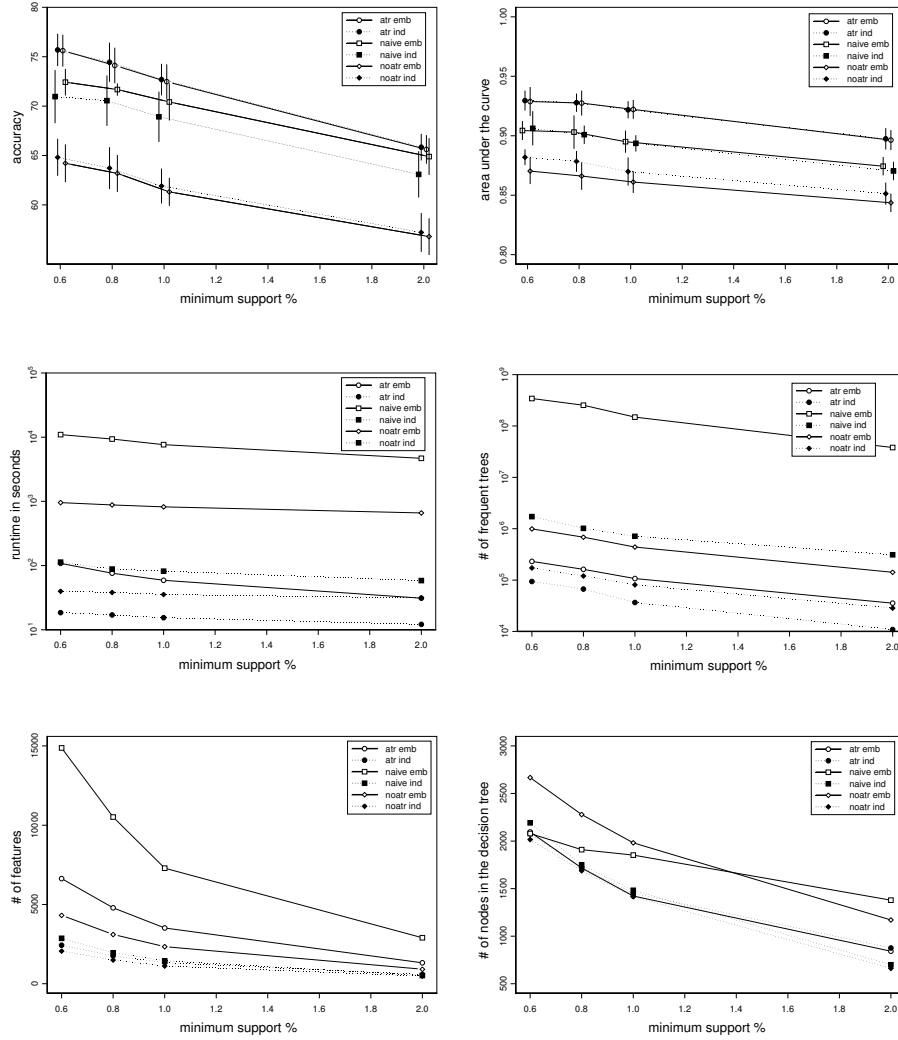 accuracy
60 65 70 75 80
0.6 0.8 1.0 1.2 1.4 1.6 1.8 2.0
minimum support %
atr emb
atr ind
naive emb
naive ind
noatr emb
noatr ind
area under the curve
0.80 0.85 0.90 0.95 1.00
0.6 0.8 1.0 1.2 1.4 1.6 1.8 2.0
minimum support %
atr emb
atr ind
naive emb
naive ind
noatr emb
noatr ind
runtime in seconds
10^1 10^2 10^3 10^4 10^5
0.6 0.8 1.0 1.2 1.4 1.6 1.8 2.0
minimum support %
atr emb
atr ind
naive emb
naive ind
noatr emb
noatr ind
# of frequent trees
10^4 10^5 10^6 10^7 10^8 10^9
0.6 0.8 1.0 1.2 1.4 1.6 1.8 2.0
minimum support %
atr emb
atr ind
naive emb
naive ind
noatr emb
noatr ind
# of features
0 5000 10000 15000
0.6 0.8 1.0 1.2 1.4 1.6 1.8 2.0
minimum support %
atr emb
atr ind
naive emb
naive ind
noatr emb
noatr ind
# of nodes in the decision tree
500 1000 1500 2000 2500 3000
0.6 0.8 1.0 1.2 1.4 1.6 1.8 2.0
minimum support %
atr emb
atr ind
naive emb
naive ind
noatr emb
noatr ind